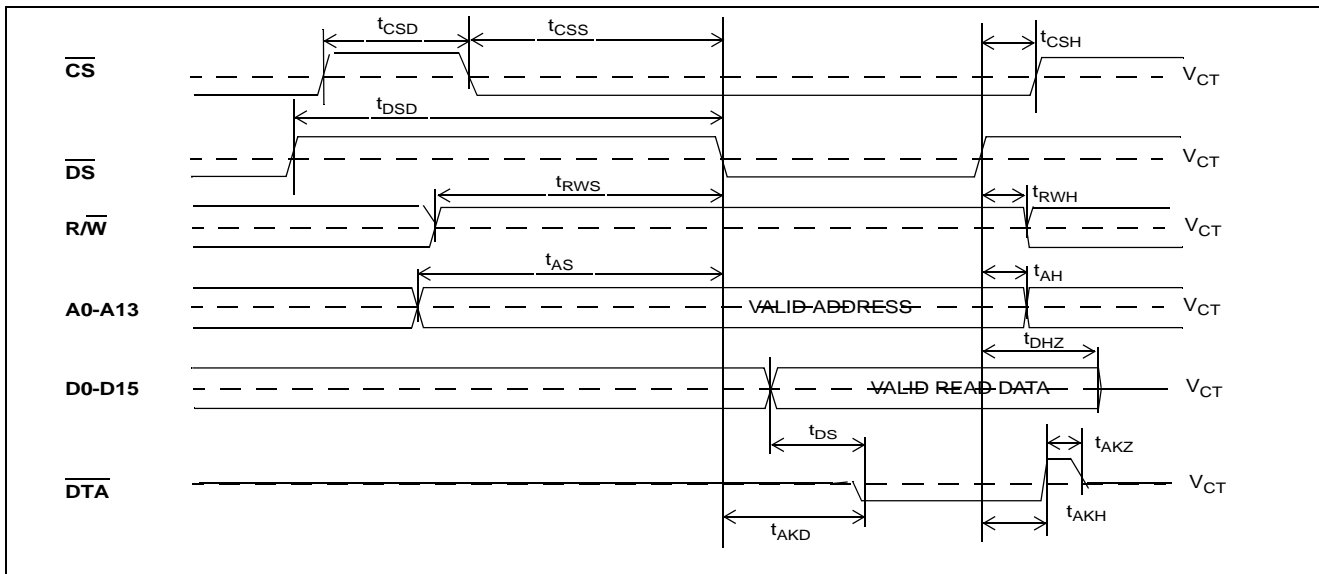 tCSD
tCSS
tCSH
CS
VCT
tDSD
DS
VCT
tRWS
tRWH
R/W
VCT
tAS
tAH
A0-A13
VALID ADDRESS
VCT
tDHZ
D0-D15
VALID READ DATA
VCT
tDS
tAKZ
DTA
VCT
tAKD
tAKH